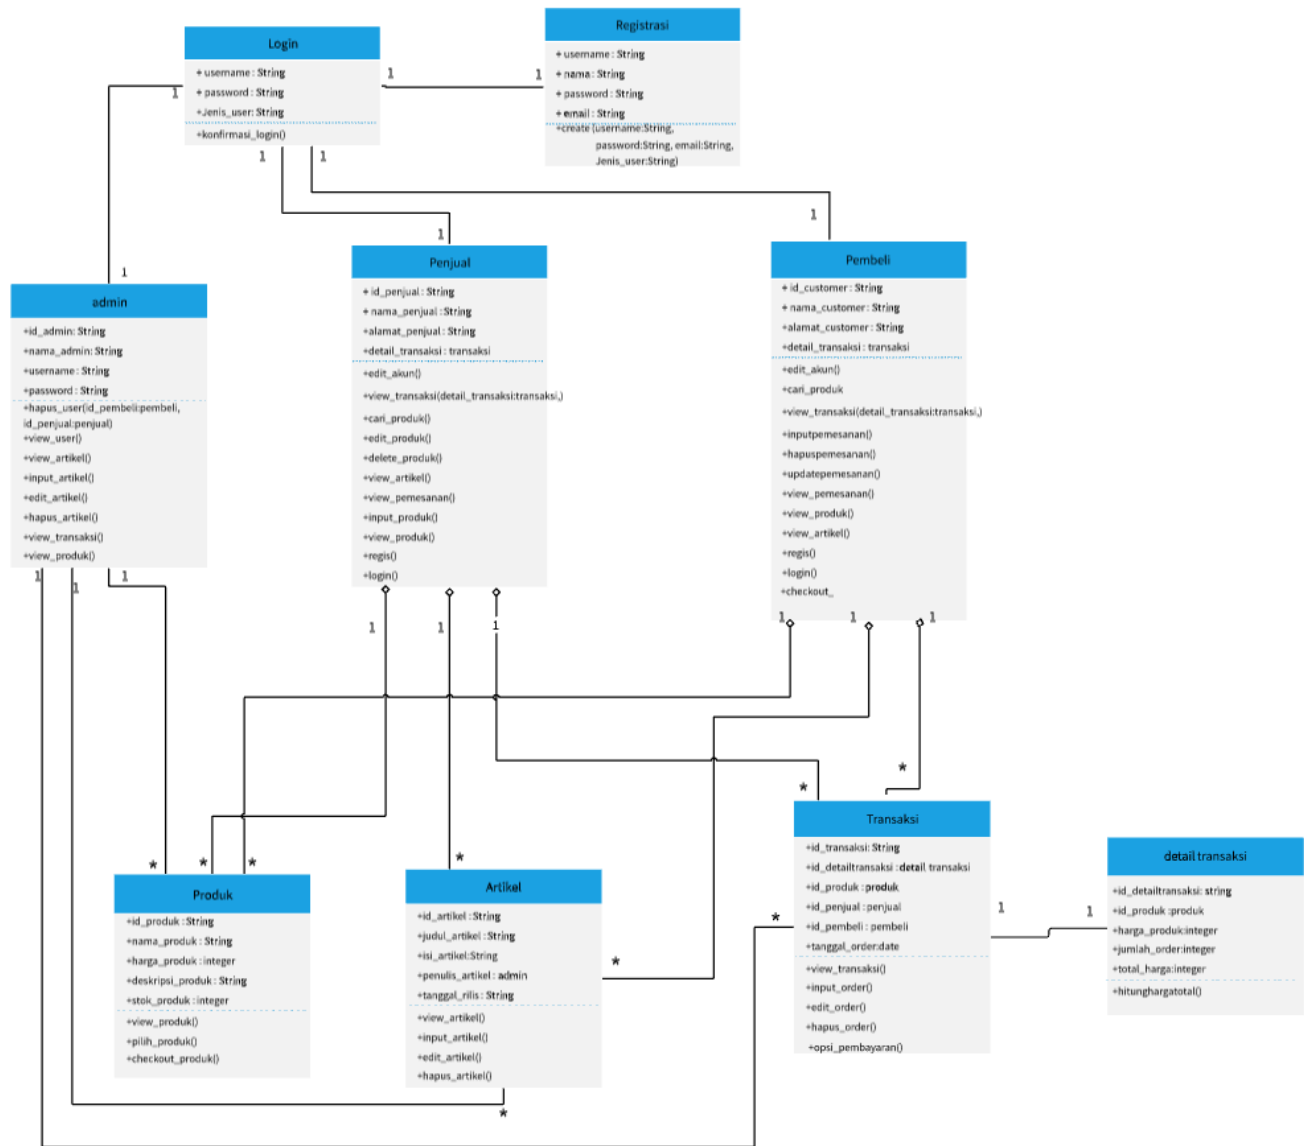 Login
+ username : String
+ password : String
+Jenis_user: String
+konfirmasi_login()
1
1
1
1
1
Registrasi
+ username : String
+ nama : String
+ password : String
+ email : String
+create (username:String,
password:String, email:String,
Jenis_user:String)
1
1
1
admin
+id_admin: String
+nama_admin: String
+username : String
+password : String
+hapus_user(id_pembeli:pembeli,
id_penjual:penjual)
+view_user()
+view_artikel()
+input_artikel()
+edit_artikel()
+hapus_artikel()
+view_transaksi()
+view_produk()
1
1
1
Penjual
+ id_penjual : String
+ nama_penjual : String
+alamat_penjual : String
+detail_transaksi : transaksi
+edit_akun()
+view_transaksi(detail_transaksi:transaksi,)
+cari_produk()
+edit_produk()
+delete_produk()
+view_artikel()
+view_pemesanan()
+input_produk()
+view_produk()
+regis()
+login()
1
1
1
Pembeli
+ id_customer : String
+ nama_customer : String
+alamat_customer : String
+detail_transaksi : transaksi
+edit_akun()
+cari_produk
+view_transaksi(detail_transaksi:transaksi,)
+inputpemesanan()
+hapuspemesanan()
+updatepemesanan()
+view_pemesanan()
+view_produk()
+view_artikel()
+regis()
+login()
+checkout_
1
1
1
*
*
*
Produk
+id_produk : String
+nama_produk : String
+harga_produk : integer
+deskripsi_produk : String
+stok_produk : integer
+view_produk()
+pilih_produk()
+checkout_produk()
*
Artikel
+id_artikel : String
+judul_artikel : String
+isi_artikel:String
+penulis_artikel : admin
+tanggal_rilis : String
+view_artikel()
+input_artikel()
+edit_artikel()
+hapus_artikel()
*
*
*
*
*
Transaksi
+id_transaksi: String
+id_detailtransaksi : detail transaksi
+id_produk : produk
+id_penjual : penjual
+id_pembeli : pembeli
+tanggal_order:date
+view_transaksi()
+input_order()
+edit_order()
+hapus_order()
+opsi_pembayaran()
1
1
detail transaksi
+id_detailtransaksi: string
+id_produk :produk
+harga_produk:integer
+jumlah_order:integer
+total_harga:integer
+hitunghargatotal()